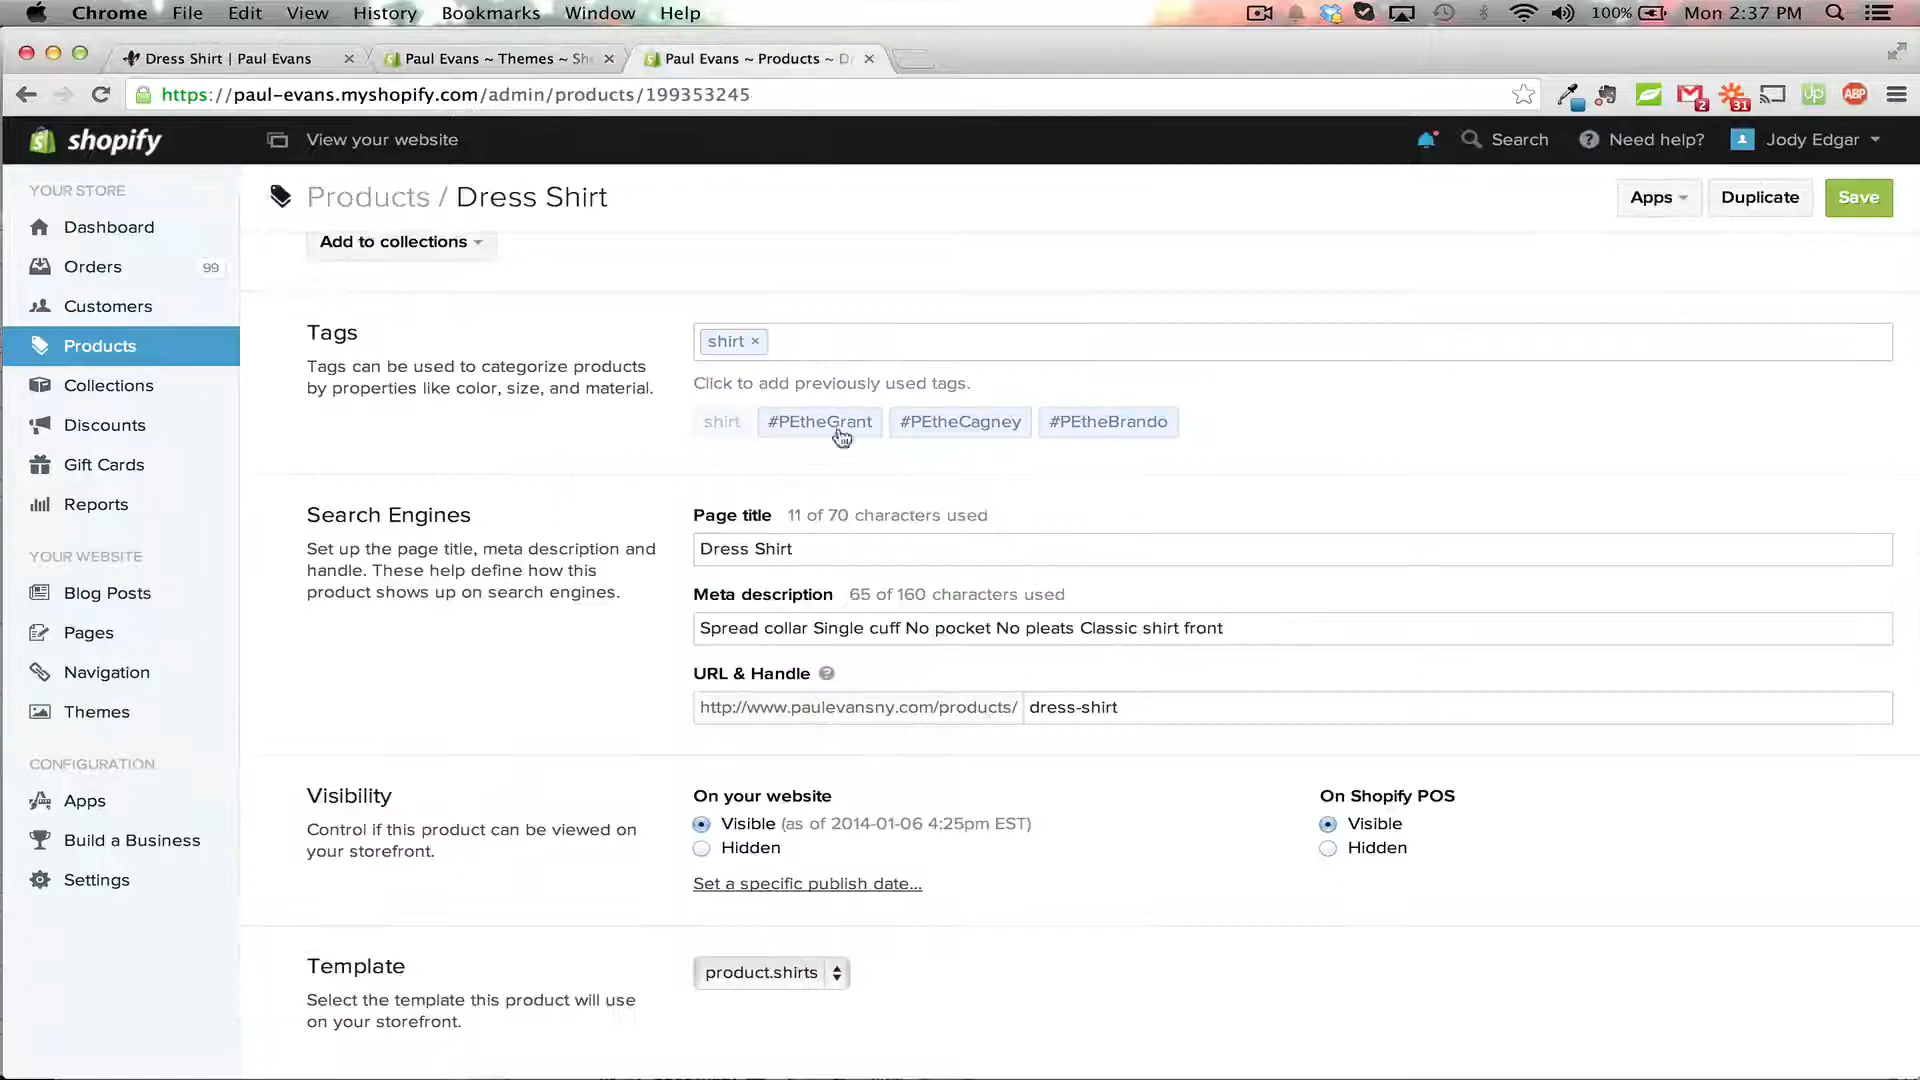 Chrome File Edit View History Bookmarks Window Help 100% Mon 2:37 PM
Dress Shirt | Paul Evans × Paul Evans ~ Themes ~ Sh × Paul Evans ~ Products ~ D ×
https://paul-evans.myshopify.com/admin/products/199353245 2 31 up ABP
shopify View your website Search Need help? Jody Edgar
YOUR STORE
Dashboard
Orders 99
Customers
Products
Collections
Discounts
Gift Cards
Reports
YOUR WEBSITE
Blog Posts
Pages
Navigation
Themes
CONFIGURATION
Apps
Build a Business
Settings
Products / Dress Shirt Apps Duplicate Save
Add to collections
Tags
Tags can be used to categorize products
by properties like color, size, and material.
shirt ×
Click to add previously used tags.
shirt #PEtheGrant #PEtheCagney #PEtheBrando
Search Engines
Set up the page title, meta description and
handle. These help define how this
product shows up on search engines.
Page title 11 of 70 characters used
Dress Shirt
Meta description 65 of 160 characters used
Spread collar Single cuff No pocket No pleats Classic shirt front
URL & Handle ?
http://www.paulevansny.com/products/ dress-shirt
Visibility
Control if this product can be viewed on
your storefront.
On your website
Visible (as of 2014-01-06 4:25pm EST)
Hidden
Set a specific publish date...
On Shopify POS
Visible
Hidden
Template
Select the template this product will use
on your storefront.
product.shirts